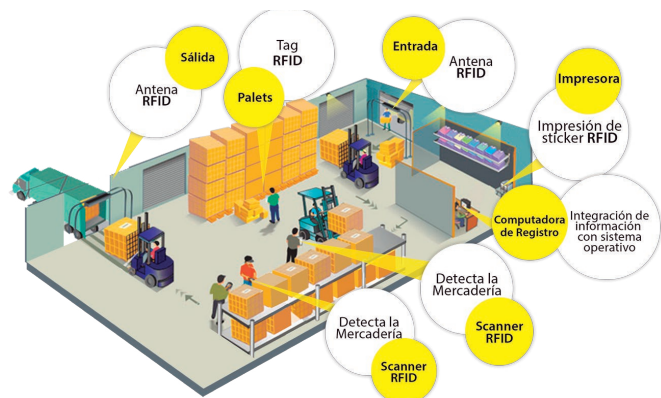 Sálida
Antena
RFID
Tag
RFID
Palets
Entrada
Antena
RFID
Impresora
Impresión de
sticker RFID
Computadora
de Registro
Integración de
información
con sistema
operativo
Detecta la
Mercadería
Scanner
RFID
Detecta la
Mercadería
Scanner
RFID